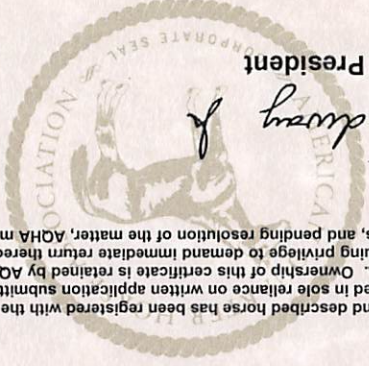 nd described horse has been registered with the
ed in sole reliance on written application submitt
. Ownership of this certificate is retained by AQ
uing privilege to demand immediate return thereo
s, and pending resolution of the matter, AQHA m
President
CORPORATE SEAL